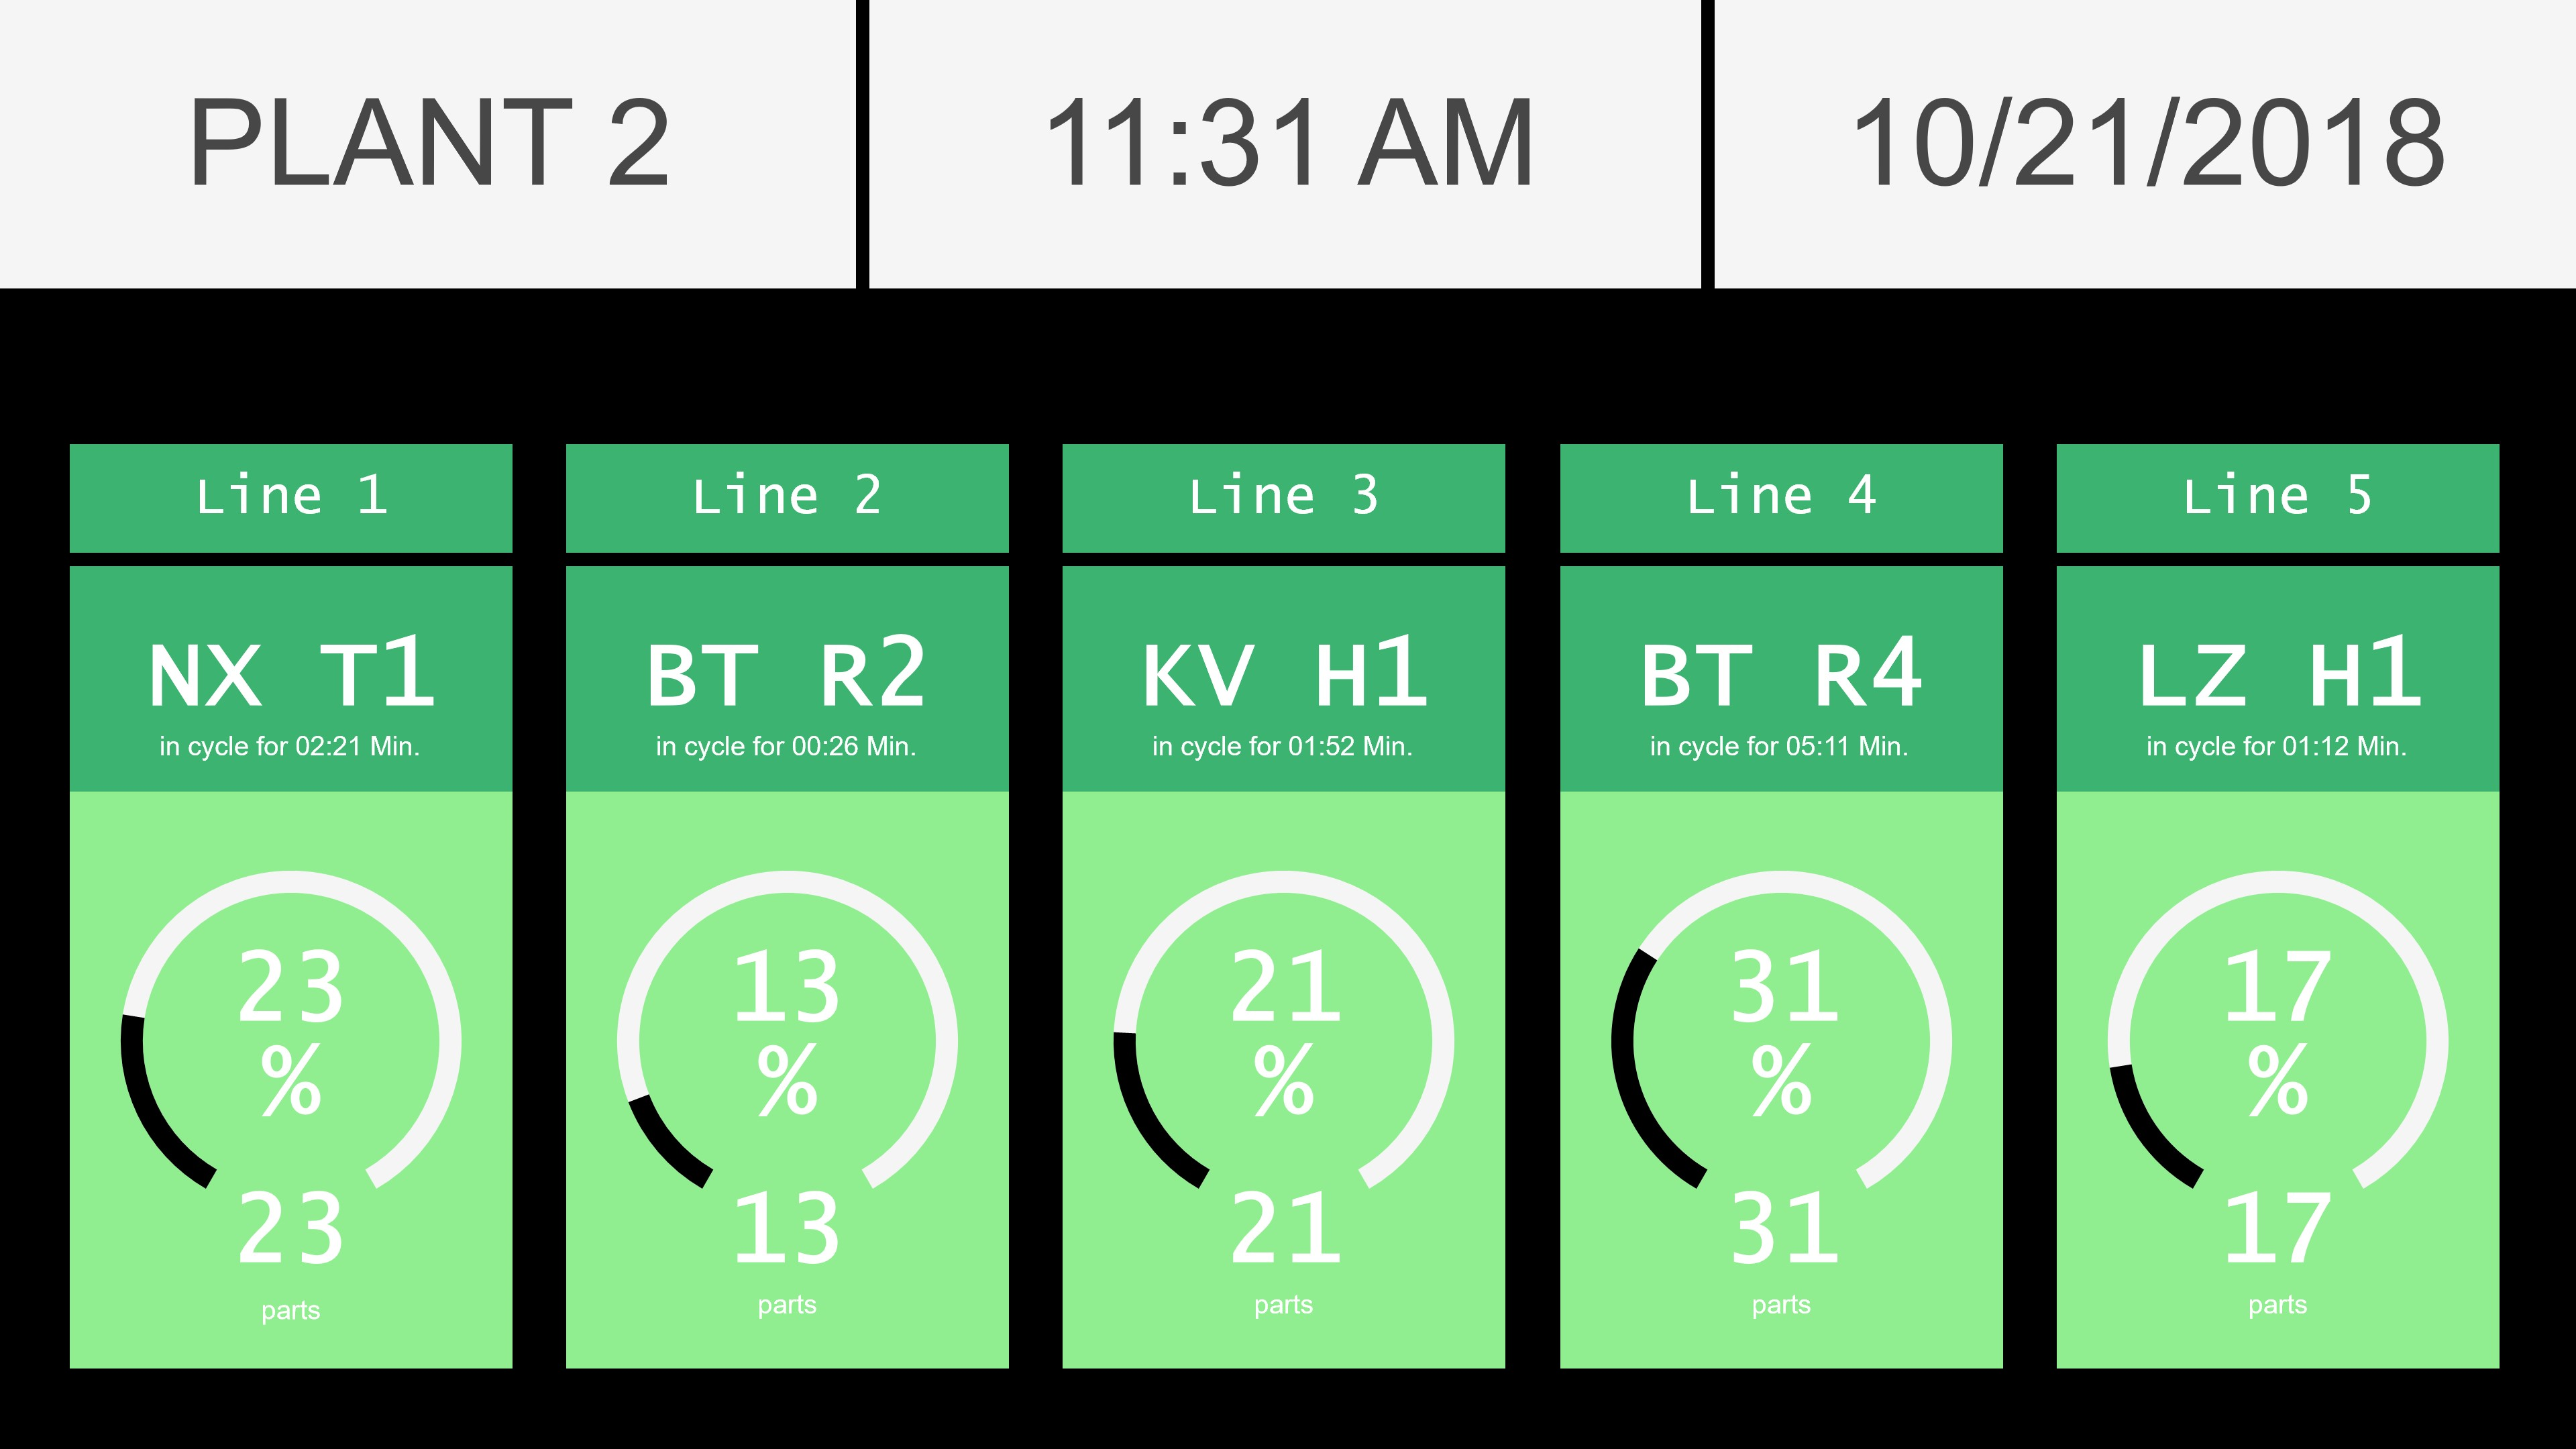 PLANT 2
11:31 AM
10/21/2018
Line 1
NX T1
in cycle for 02:21 Min.
23
%
23
parts
Line 2
BT R2
in cycle for 00:26 Min.
13
%
13
parts
Line 3
KV H1
in cycle for 01:52 Min.
21
%
21
parts
Line 4
BT R4
in cycle for 05:11 Min.
31
%
31
parts
Line 5
LZ H1
in cycle for 01:12 Min.
17
%
17
parts